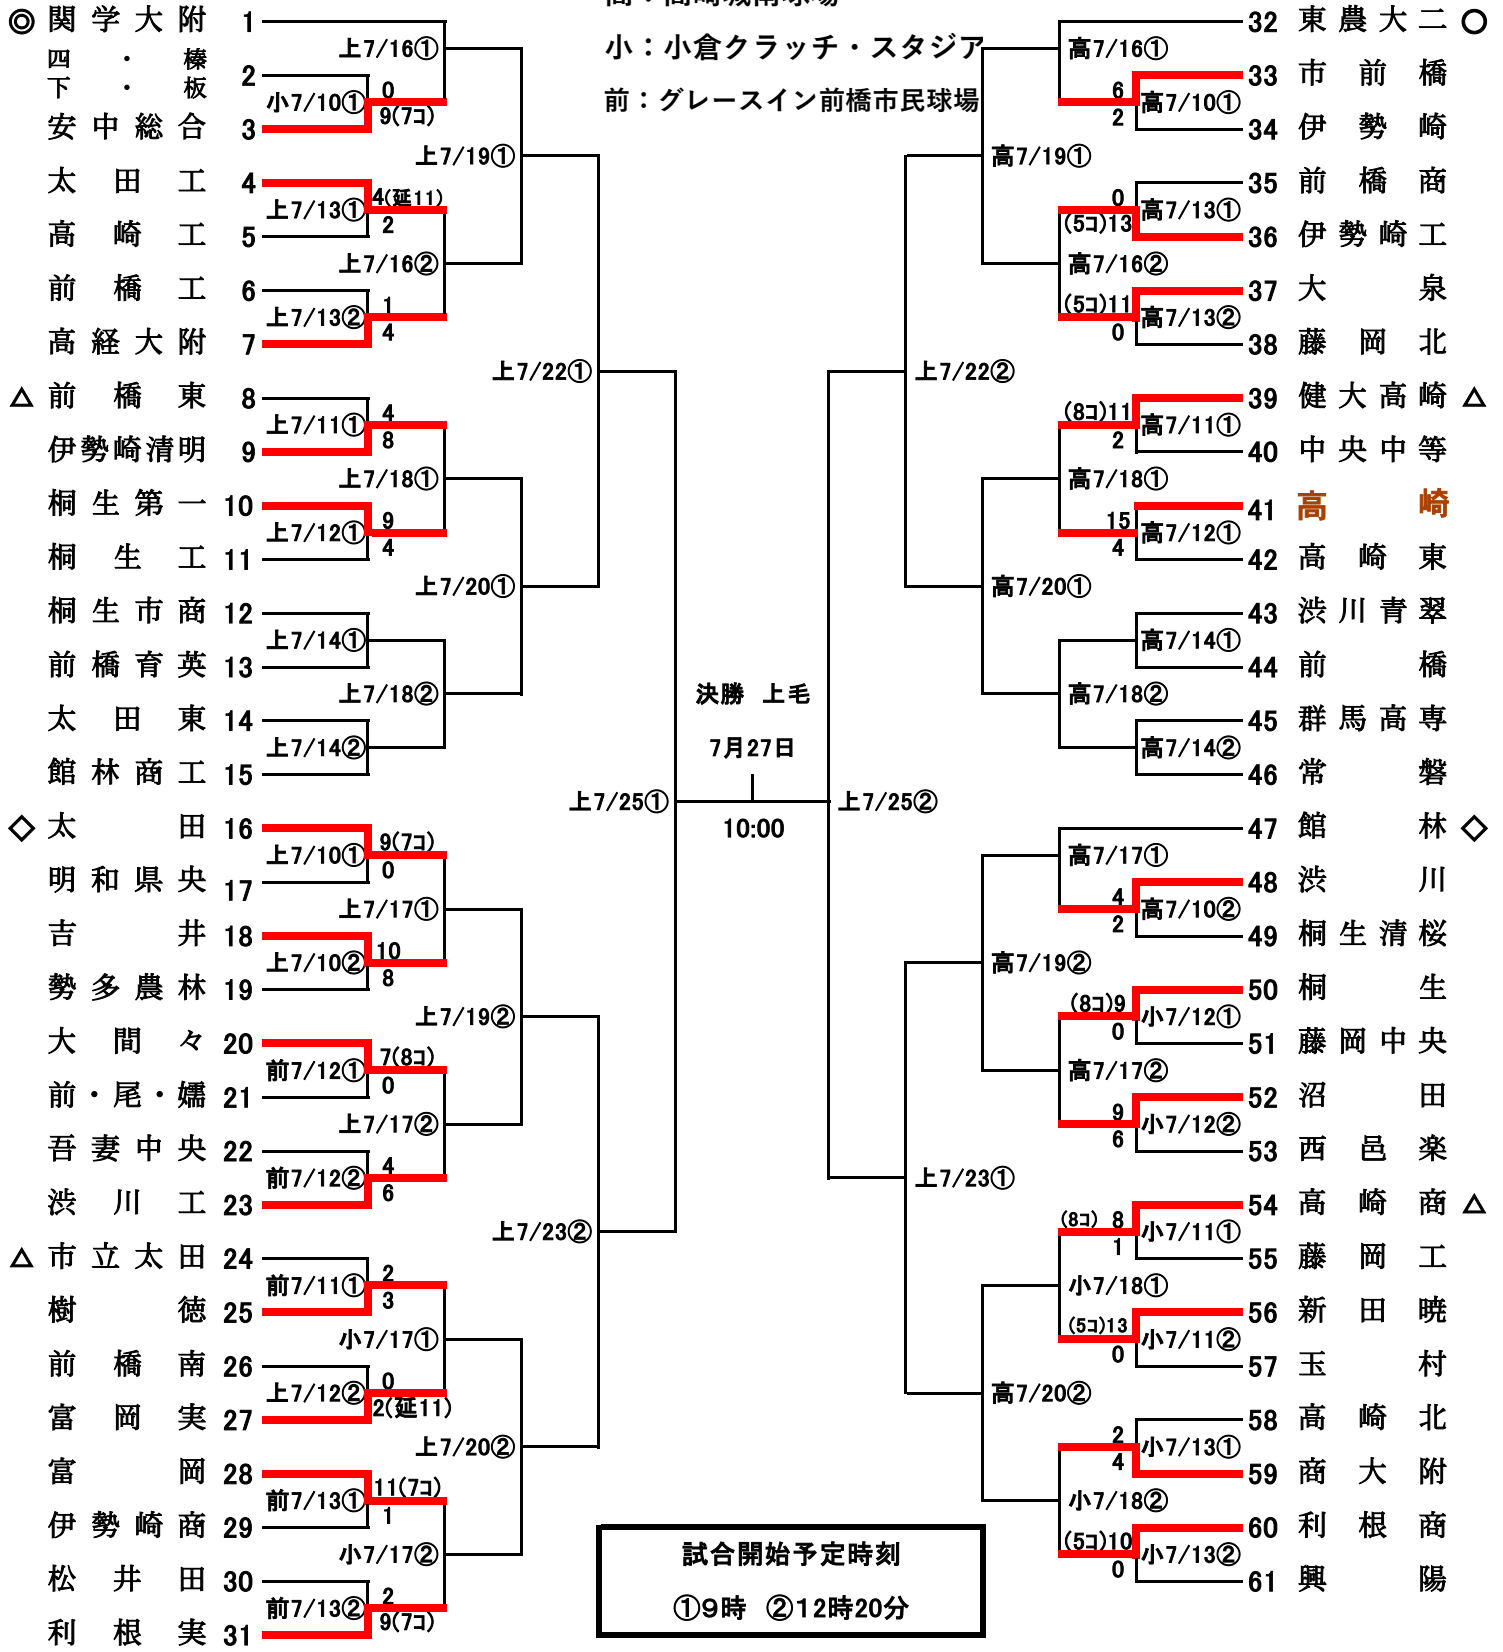 小：小倉クラッチ・スタジア
前：グレースイン前橋市民球場
◎ 関学大附 1
四・榛
下・板 2
安中総合 3
太田工 4
高崎工 5
前橋工 6
高経大附 7
△ 前橋東 8
伊勢崎清明 9
桐生第一 10
桐生工 11
桐生市商 12
前橋育英 13
太田東 14
館林商工 15
◇ 太田 16
明和県央 17
吉井 18
勢多農林 19
大間々 20
前・尾・嬬 21
吾妻中央 22
渋川工 23
△ 市立太田 24
樹徳 25
前橋南 26
富岡実 27
富岡 28
伊勢崎商 29
松井田 30
利根実 31
小7/10① 0 9(7コ)
上7/13① 4(延11) 2
上7/13② 1 4
上7/11① 4 8
上7/12① 9 4
上7/14①
上7/14②
上7/10① 9(7コ) 0
上7/10② 10 8
前7/12① 7(8コ) 0
前7/12② 4 6
前7/11① 2 3
上7/12② 0 2(延11)
前7/13① 11(7コ) 1
前7/13② 2 9(7コ)
上7/16①
上7/16②
上7/18①
上7/18②
上7/17①
上7/17②
小7/17①
小7/17②
上7/19①
上7/20①
上7/19②
上7/20②
上7/22①
上7/23②
上7/25①
決勝 上毛
7月27日
10:00
上7/25②
上7/22②
上7/23①
高7/19①
高7/20①
高7/19②
高7/20②
高7/16①
高7/16②
高7/18①
高7/18②
高7/17①
高7/17②
小7/18①
小7/18②
6 2 高7/10①
0 (5コ)13 高7/13①
(5コ)11 0 高7/13②
(8コ)11 2 高7/11①
15 4 高7/12①
高7/14①
高7/14②
4 2 高7/10②
(8コ)9 0 小7/12①
9 6 小7/12②
(8コ) 8 1 小7/11①
(5コ)13 0 小7/11②
2 4 小7/13①
(5コ)10 0 小7/13②
32 東農大二 ○
33 市前橋
34 伊勢崎
35 前橋商
36 伊勢崎工
37 大泉
38 藤岡北
39 健大高崎 △
40 中央中等
41 高崎
42 高崎東
43 渋川青翠
44 前橋
45 群馬高専
46 常磐
47 館林 ◇
48 渋川
49 桐生清桜
50 桐生
51 藤岡中央
52 沼田
53 西邑楽
54 高崎商 △
55 藤岡工
56 新田暁
57 玉村
58 高崎北
59 商大附
60 利根商
61 興陽
試合開始予定時刻
①9時 ②12時20分